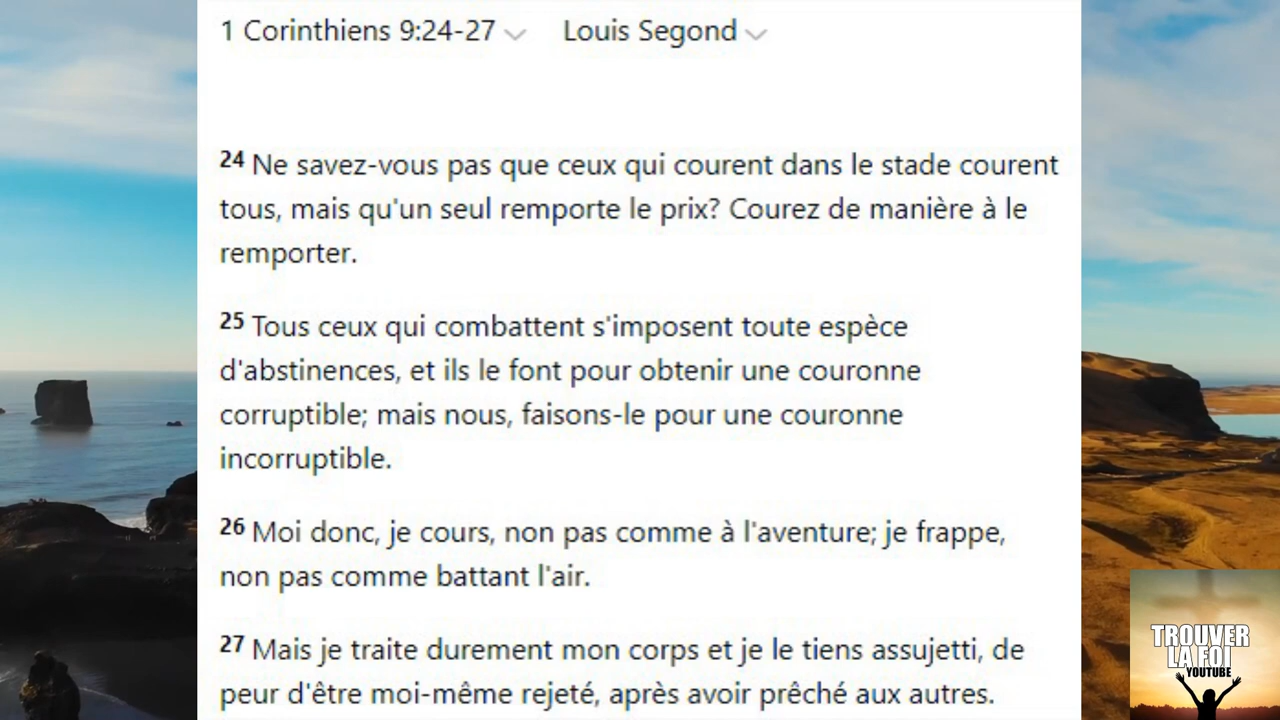 1 Corinthiens 9:24-27 Louis Segond
24 Ne savez-vous pas que ceux qui courent dans le stade courent
tous, mais qu'un seul remporte le prix? Courez de manière à le
remporter.
25 Tous ceux qui combattent s'imposent toute espèce
d'abstinences, et ils le font pour obtenir une couronne
corruptible; mais nous, faisons-le pour une couronne
incorruptible.
26 Moi donc, je cours, non pas comme à l'aventure; je frappe,
non pas comme battant l'air.
27 Mais je traite durement mon corps et je le tiens assujetti, de
peur d'être moi-même rejeté, après avoir prêché aux autres.
TROUVER
LA FOI
YOUTUBE